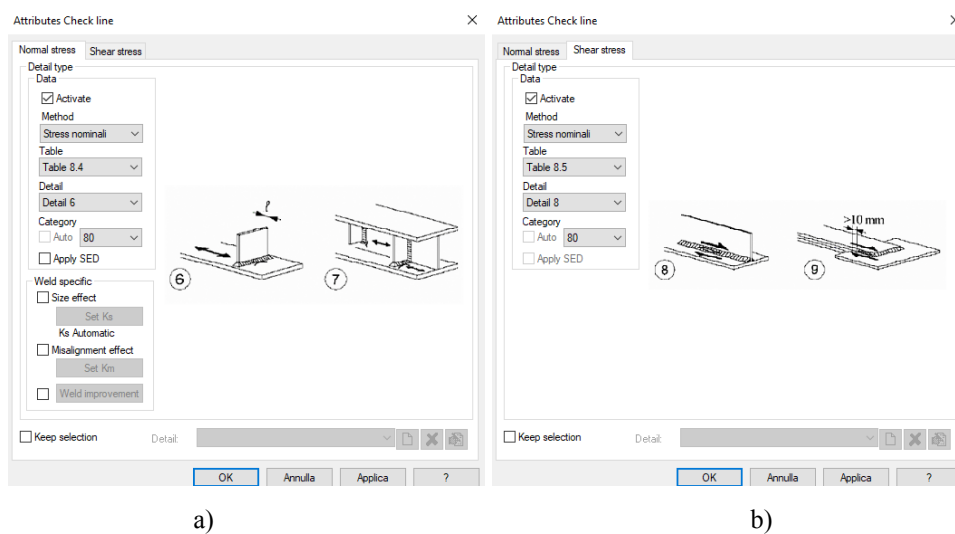 Attributes Check line
Normal stress Shear stress
Detail type
Data
Activate
Method
Stress nominali
Table
Table 8.4
Detail
Detail 6
Category
Auto 80
Apply SED
Weld specific
Size effect
Set Ks
Ks Automatic
Misalignment effect
Set Km
Weld improvement
ℓ
6
7
Keep selection Detail:
OK Annulla Applica ?
a)
Attributes Check line
Normal stress Shear stress
Detail type
Data
Activate
Method
Stress nominali
Table
Table 8.5
Detail
Detail 8
Category
Auto 80
Apply SED
>10 mm
8
9
Keep selection Detail:
OK Annulla Applica ?
b)